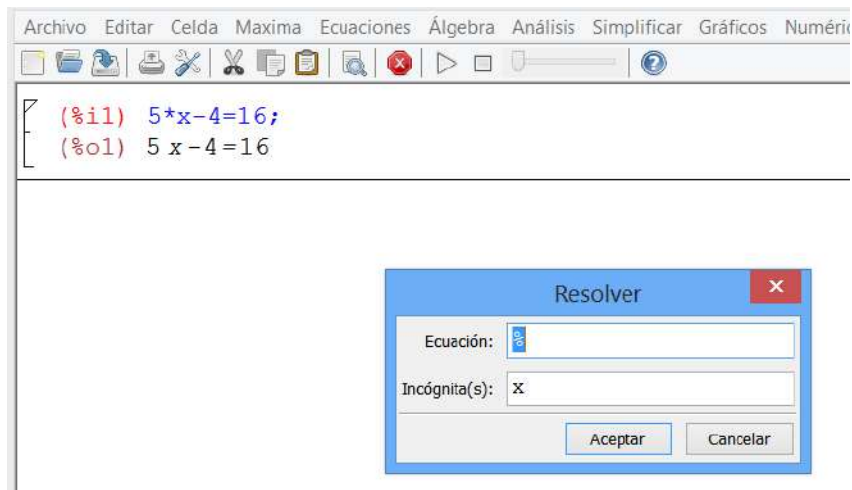 Archivo Editar Celda Maxima Ecuaciones Álgebra Análisis Simplificar Gráficos
(%i1) 5*x-4=16;
(%o1) 5 x-4=16
Resolver
Ecuación: %
Incógnita(s): x
Aceptar Cancelar